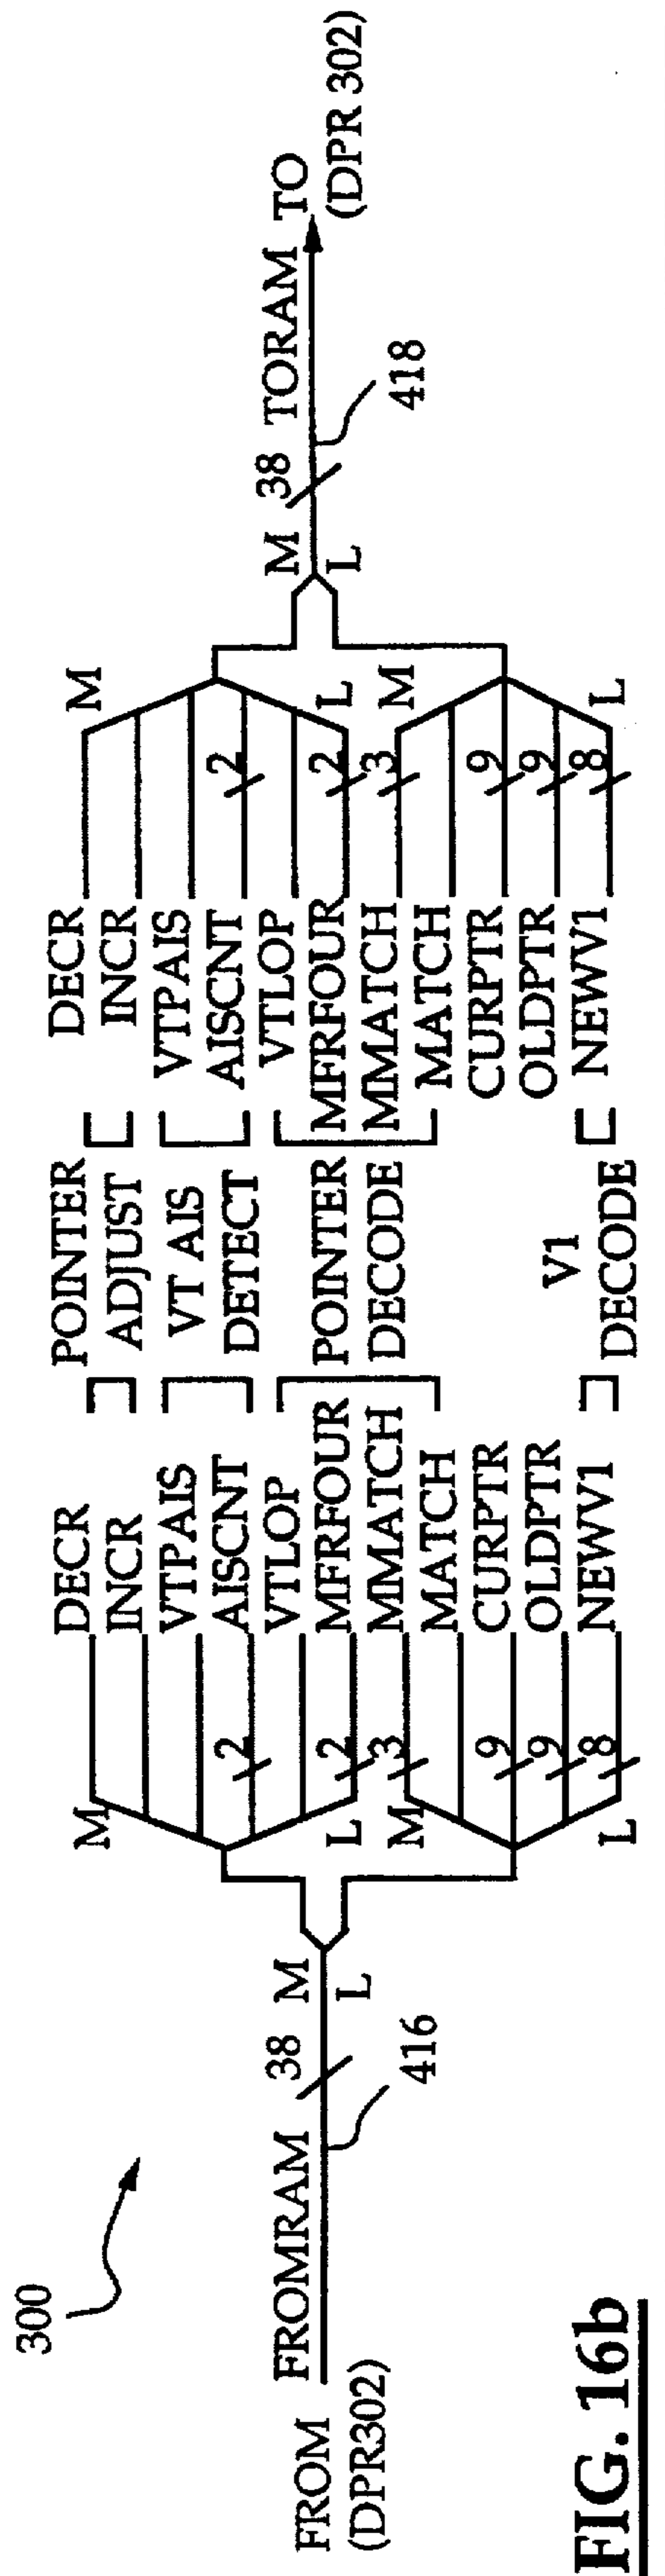 300
FROM
(DPR302)
FROMRAM
38
M
L
416
M
L
M
L
2
2
3
9
9
8
DECR
INCR
VTPAIS
AISCNT
VTLOP
MFRFOUR
MMATCH
MATCH
CURPTR
OLDPTR
NEWV1
POINTER
ADJUST
VT AIS
DETECT
POINTER
DECODE
V1
DECODE
DECR
INCR
VTPAIS
AISCNT
VTLOP
MFRFOUR
MMATCH
MATCH
CURPTR
OLDPTR
NEWV1
2
2
3
9
9
8
M
L
M
L
M
L
38
TORAM
418
TO
(DPR 302)
FIG. 16b